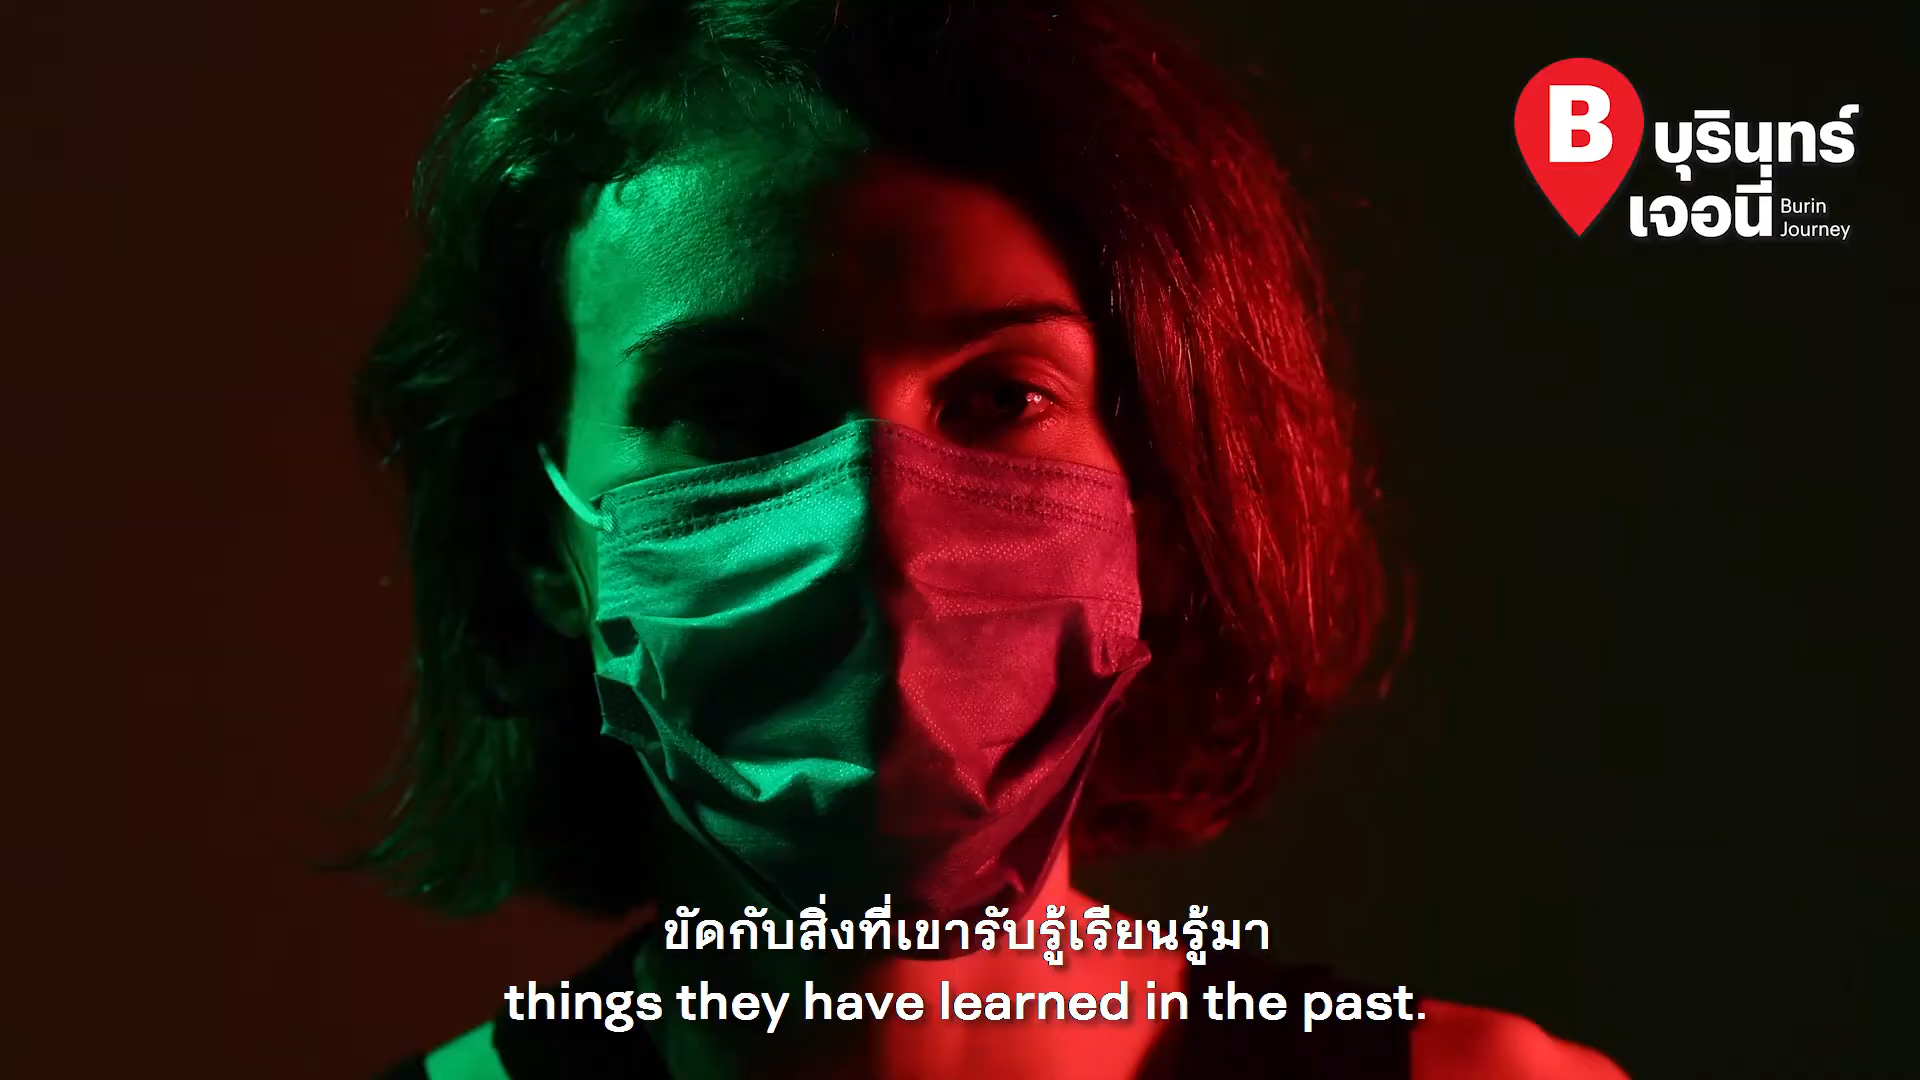 B
บุรินทร์
เจอนี่
Burin
Journey
ขัดกับสิ่งที่เขารับรู้เรียนรู้มา
things they have learned in the past.